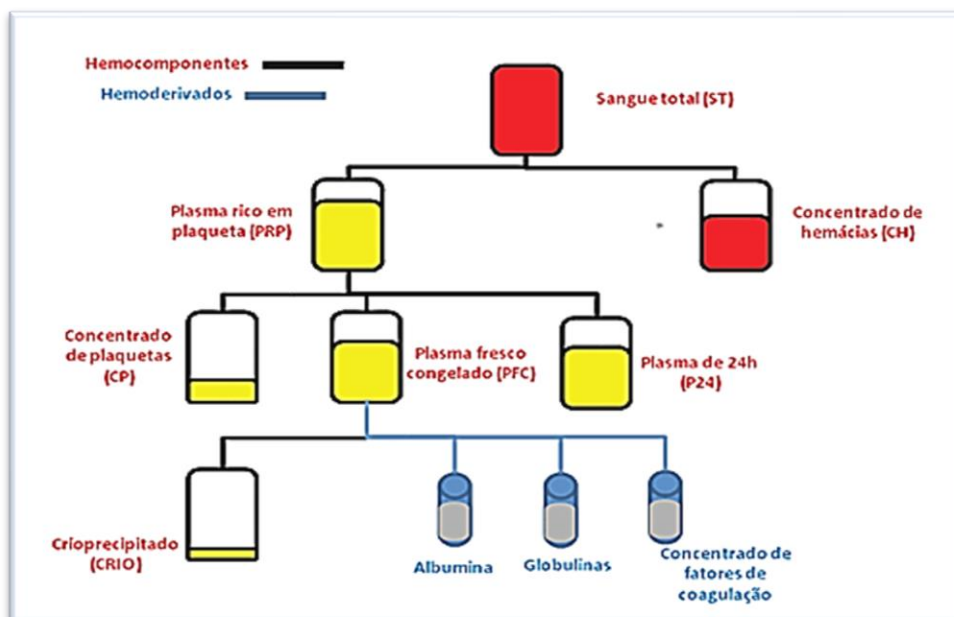 Hemocomponentes
Hemoderivados
Sangue total (ST)
Plasma rico em
plaqueta (PRP)
Concentrado de
hemácias (CH)
Concentrado
de plaquetas
(CP)
Plasma fresco
congelado (PFC)
Plasma de 24h
(P24)
Crioprecipitado
(CRIO)
Albumina
Globulinas
Concentrado de
fatores de
coagulação